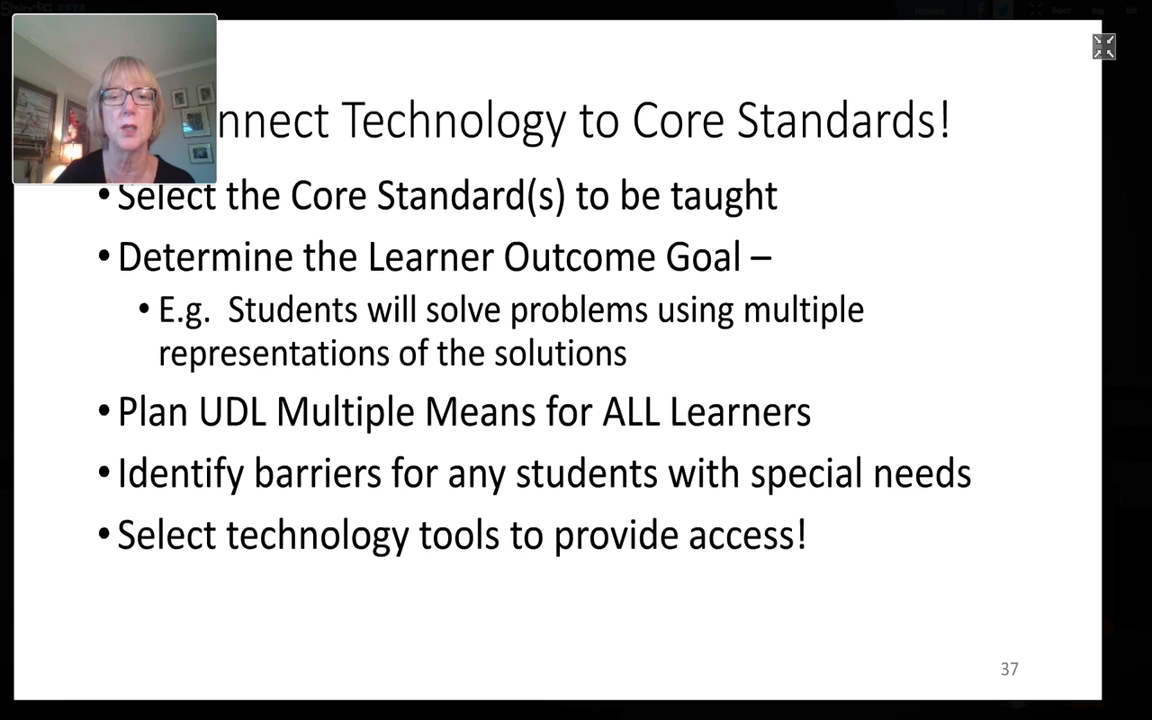 nnect Technology to Core Standards!
• Select the Core Standard(s) to be taught
• Determine the Learner Outcome Goal –
• E.g.  Students will solve problems using multiple
representations of the solutions
• Plan UDL Multiple Means for ALL Learners
• Identify barriers for any students with special needs
• Select technology tools to provide access!
37